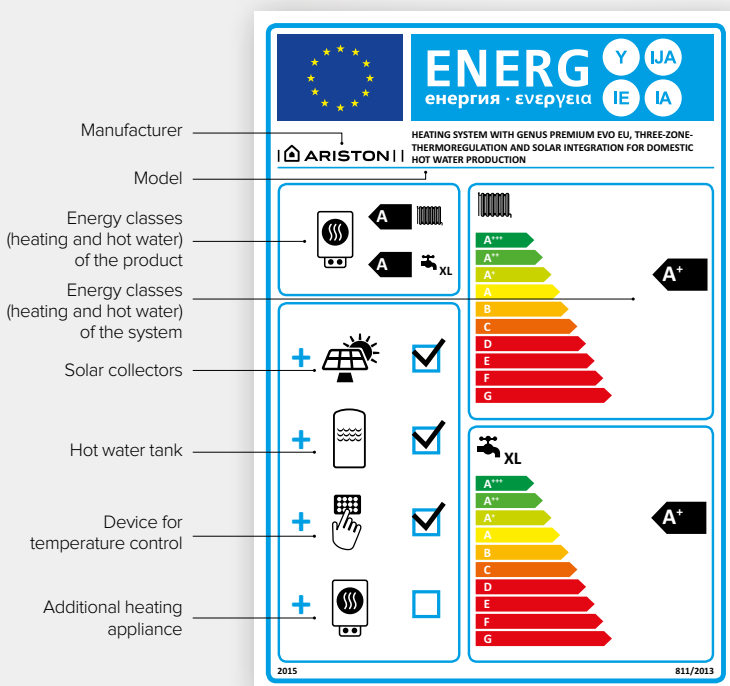 ENERG
Y
IJA
IE
IA
енергия · ενεργεια
Manufacturer
ARISTON
HEATING SYSTEM WITH GENUS PREMIUM EVO EU, THREE-ZONE-
THERMOREGULATION AND SOLAR INTEGRATION FOR DOMESTIC
HOT WATER PRODUCTION
Model
Energy classes
(heating and hot water)
of the product
A
A
XL
Energy classes
(heating and hot water)
of the system
A+++
A++
A+
A
B
C
D
E
F
G
A+
Solar collectors
+
Hot water tank
+
Device for
temperature control
+
Additional heating
appliance
+
XL
A+++
A++
A+
A
B
C
D
E
F
G
A+
2015
811/2013